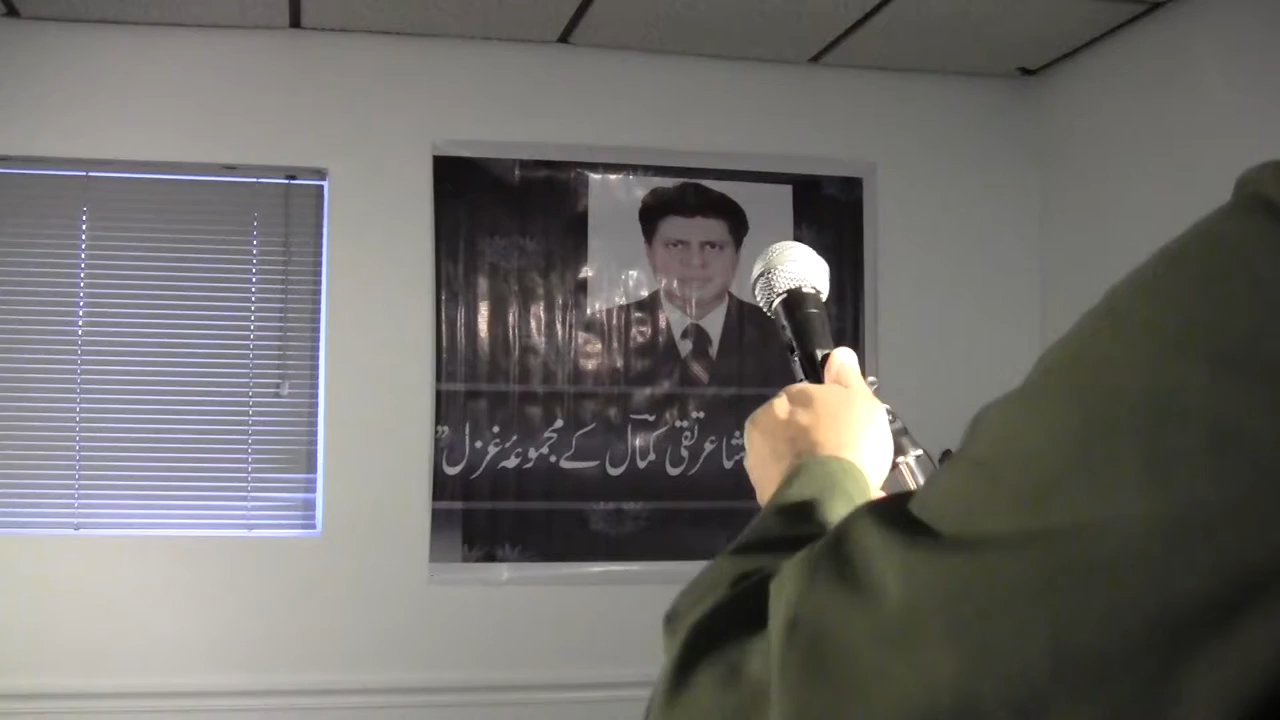 شاعر تقی کمال کے مجموعۂ غزل ”